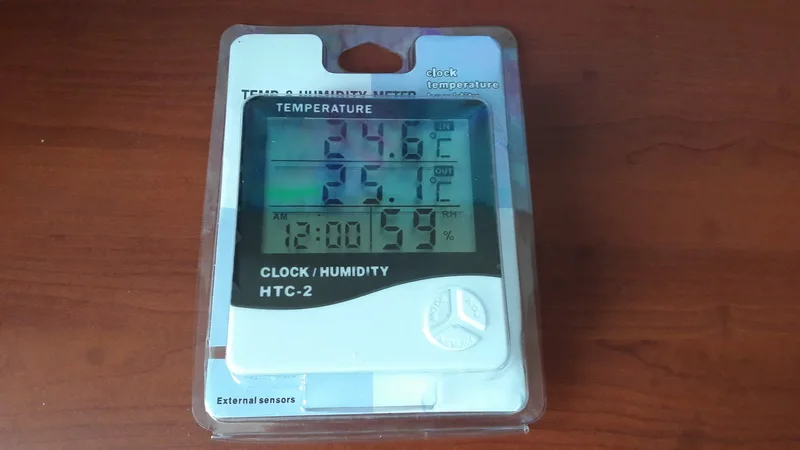 clock
temperature
TEMP & HUMIDITY METER
TEMPERATURE
24.6 °C IN
25.1 °C OUT
AM 12:00 59 RH %
CLOCK / HUMIDITY
HTC-2
External sensors